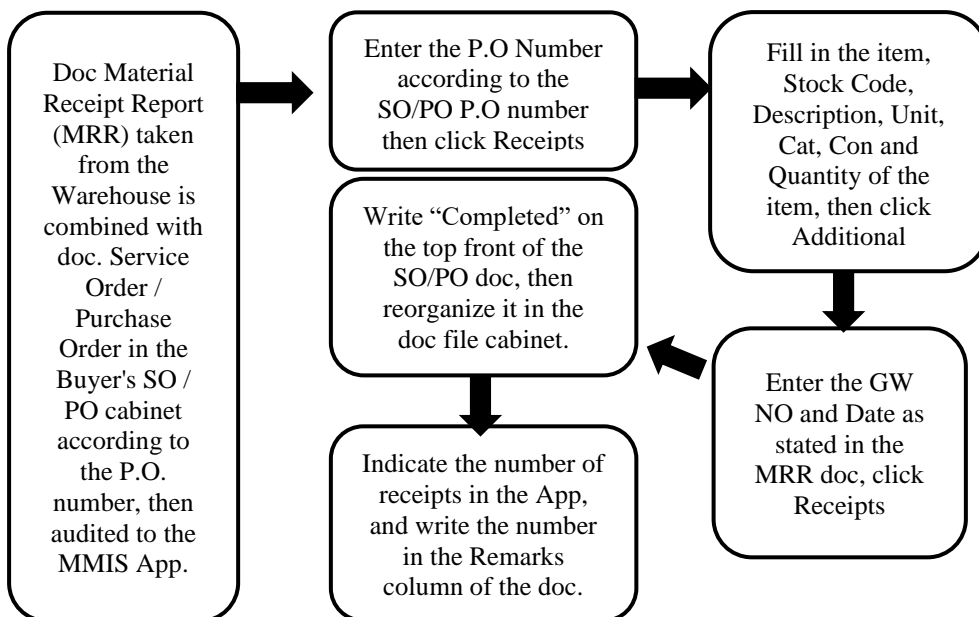 Doc Material
Receipt Report
(MRR) taken
from the
Warehouse is
combined with
doc. Service
Order /
Purchase
Order in the
Buyer's SO /
PO cabinet
according to
the P.O.
number, then
audited to the
MMIS App.
Enter the P.O Number
according to the
SO/PO P.O number
then click Receipts
Fill in the item,
Stock Code,
Description, Unit,
Cat, Con and
Quantity of the
item, then click
Additional
Enter the GW
NO and Date as
stated in the
MRR doc, click
Receipts
Write “Completed” on
the top front of the
SO/PO doc, then
reorganize it in the
doc file cabinet.
Indicate the number of
receipts in the App,
and write the number
in the Remarks
column of the doc.